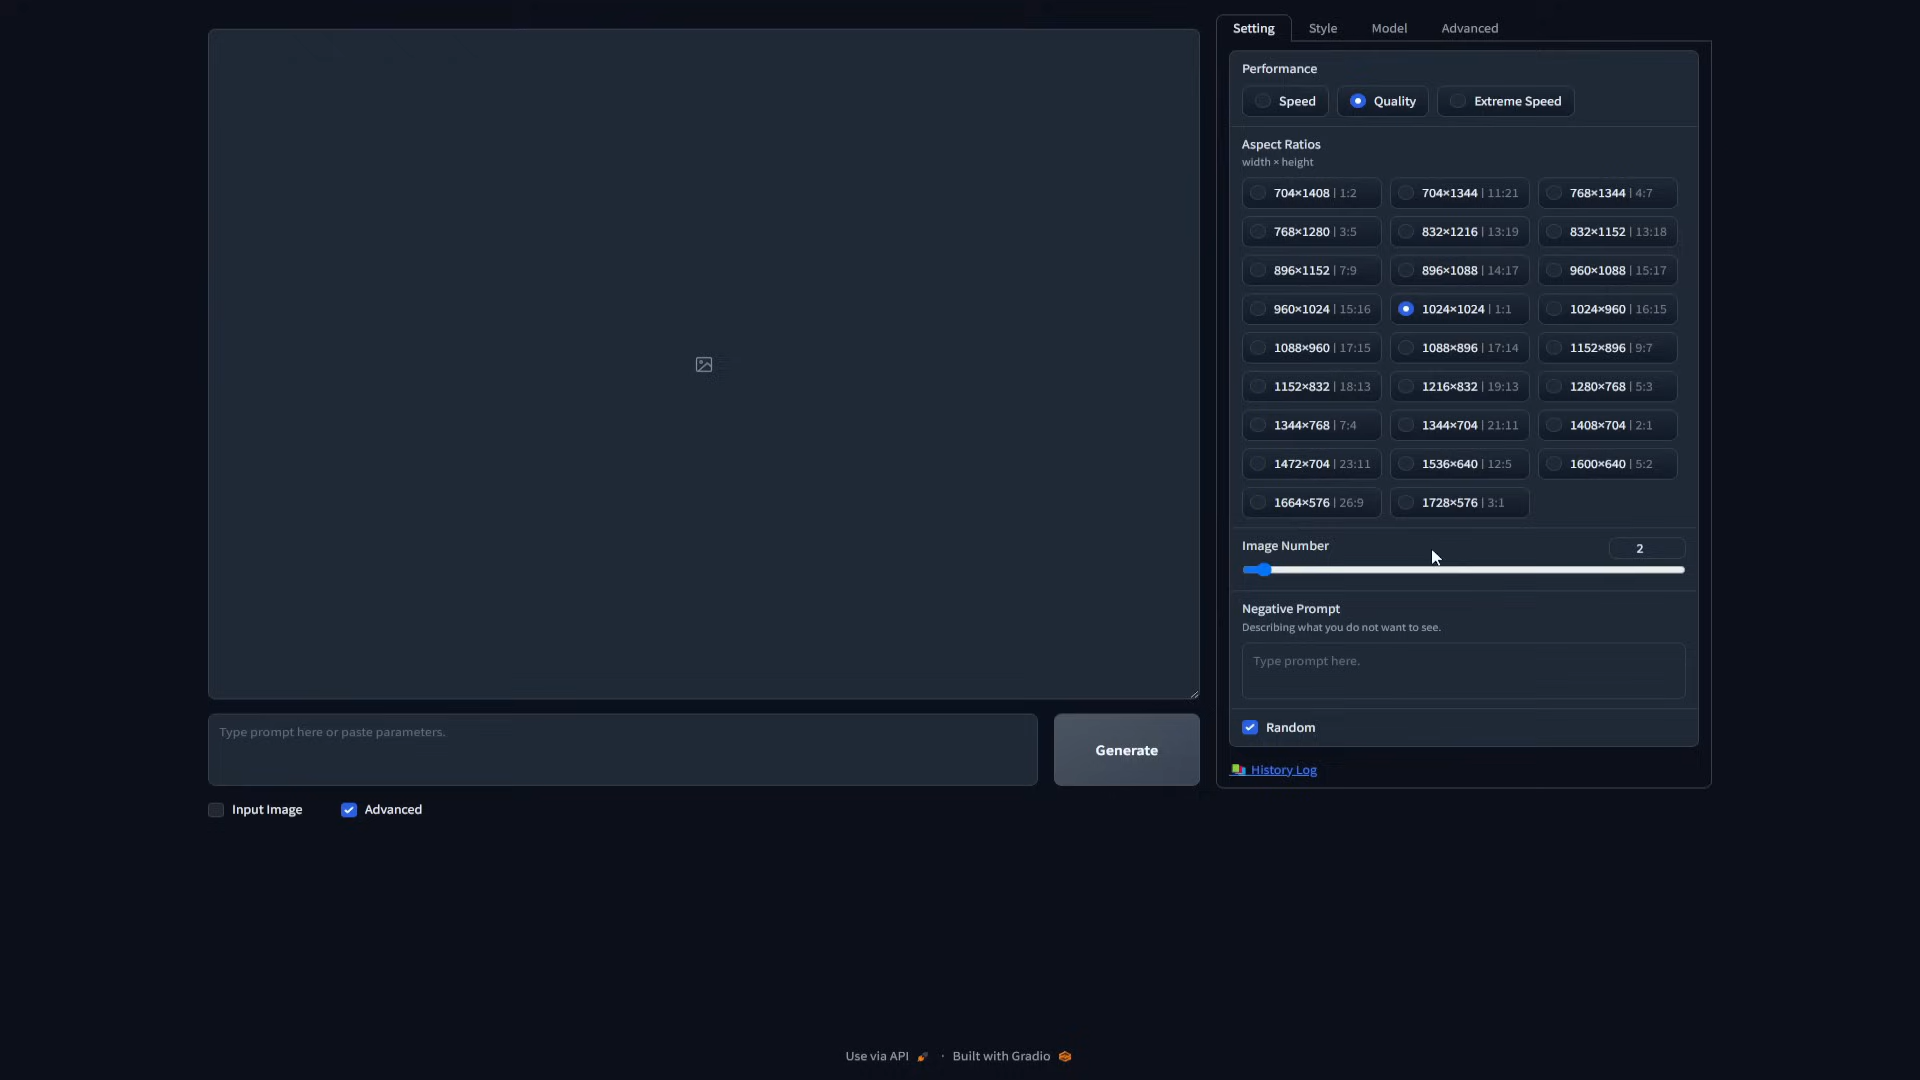 Setting Style Model Advanced
Performance
Speed Quality Extreme Speed
Aspect Ratios
width × height
704×1408 | 1:2 704×1344 | 11:21 768×1344 | 4:7
768×1280 | 3:5 832×1216 | 13:19 832×1152 | 13:18
896×1152 | 7:9 896×1088 | 14:17 960×1088 | 15:17
960×1024 | 15:16 1024×1024 | 1:1 1024×960 | 16:15
1088×960 | 17:15 1088×896 | 17:14 1152×896 | 9:7
1152×832 | 18:13 1216×832 | 19:13 1280×768 | 5:3
1344×768 | 7:4 1344×704 | 21:11 1408×704 | 2:1
1472×704 | 23:11 1536×640 | 12:5 1600×640 | 5:2
1664×576 | 26:9 1728×576 | 3:1
Image Number 2
Negative Prompt
Describing what you do not want to see.
Type prompt here.
Random
History Log
Type prompt here or paste parameters.
Generate
Input Image Advanced
Use via API · Built with Gradio